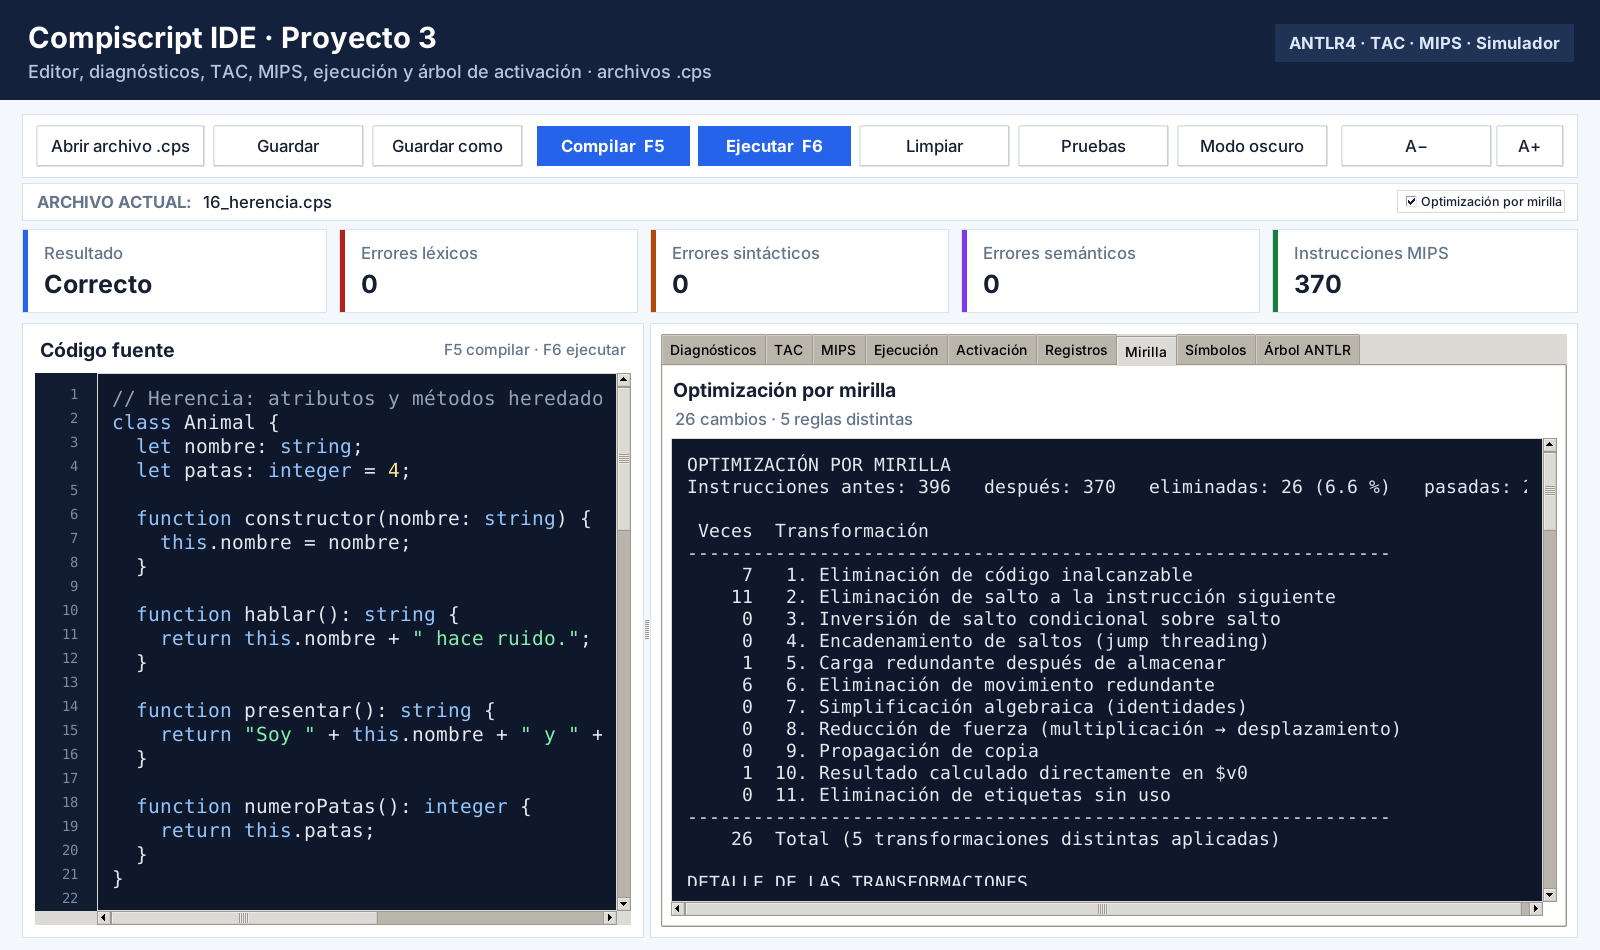 Compiscript IDE · Proyecto 3
Editor, diagnósticos, TAC, MIPS, ejecución y árbol de activación · archivos .cps
ANTLR4 · TAC · MIPS · Simulador
Abrir archivo .cps
Guardar
Guardar como
Compilar F5
Ejecutar F6
Limpiar
Pruebas
Modo oscuro
A−
A+
ARCHIVO ACTUAL: 16_herencia.cps
Optimización por mirilla
Resultado
Correcto
Errores léxicos
0
Errores sintácticos
0
Errores semánticos
0
Instrucciones MIPS
370
Código fuente
F5 compilar · F6 ejecutar
1 // Herencia: atributos y métodos heredado
2 class Animal {
3   let nombre: string;
4   let patas: integer = 4;
5
6   function constructor(nombre: string) {
7     this.nombre = nombre;
8   }
9
10   function hablar(): string {
11     return this.nombre + " hace ruido.";
12   }
13
14   function presentar(): string {
15     return "Soy " + this.nombre + " y " +
16   }
17
18   function numeroPatas(): integer {
19     return this.patas;
20   }
21 }
22
Diagnósticos
TAC
MIPS
Ejecución
Activación
Registros
Mirilla
Símbolos
Árbol ANTLR
Optimización por mirilla
26 cambios · 5 reglas distintas
OPTIMIZACIÓN POR MIRILLA
Instrucciones antes: 396   después: 370   eliminadas: 26 (6.6 %)   pasadas: 2
Veces  Transformación
----------------------------------------------------------------
7   1. Eliminación de código inalcanzable
11   2. Eliminación de salto a la instrucción siguiente
0   3. Inversión de salto condicional sobre salto
0   4. Encadenamiento de saltos (jump threading)
1   5. Carga redundante después de almacenar
6   6. Eliminación de movimiento redundante
0   7. Simplificación algebraica (identidades)
0   8. Reducción de fuerza (multiplicación → desplazamiento)
0   9. Propagación de copia
1  10. Resultado calculado directamente en $v0
0  11. Eliminación de etiquetas sin uso
----------------------------------------------------------------
26  Total (5 transformaciones distintas aplicadas)
DETALLE DE LAS TRANSFORMACIONES